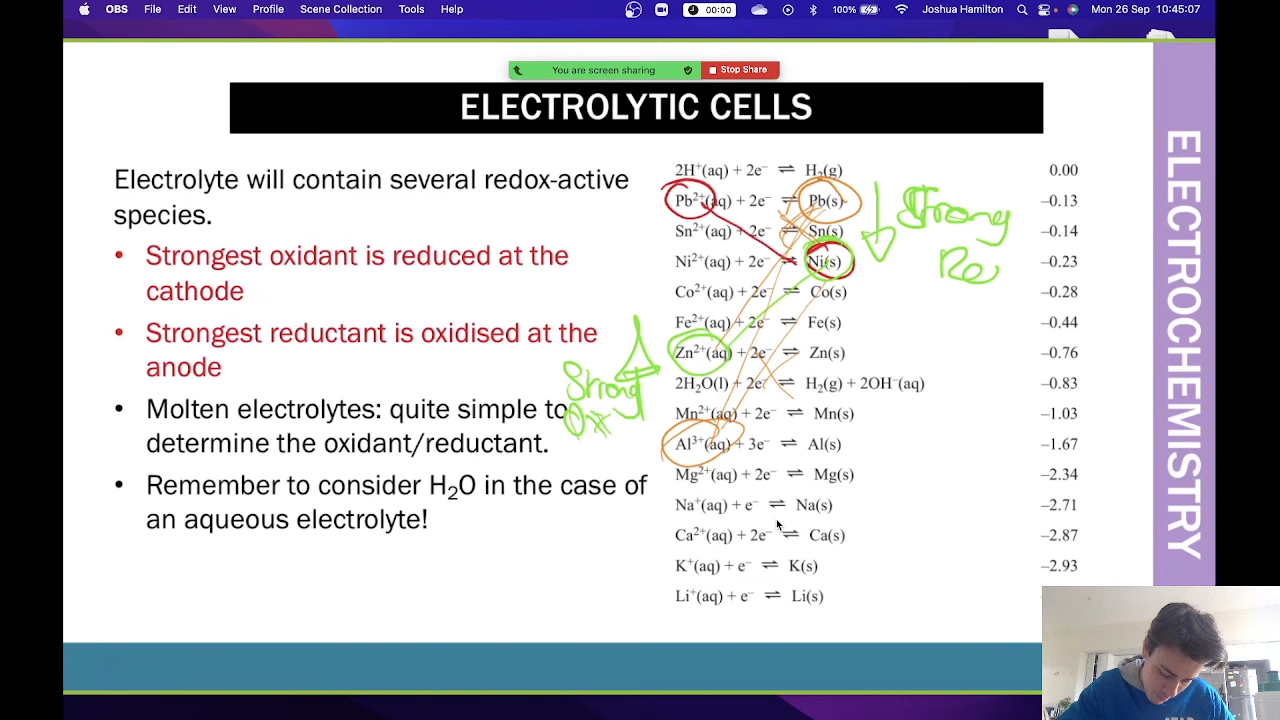 OBS File Edit View Profile Scene Collection Tools Help 00:00 100% Joshua Hamilton Mon 26 Sep 10:45:07
You are screen sharing Stop Share
ELECTROLYTIC CELLS
Electrolyte will contain several redox-active
species.
• Strongest oxidant is reduced at the
cathode
• Strongest reductant is oxidised at the
anode
• Molten electrolytes: quite simple to
determine the oxidant/reductant.
• Remember to consider H₂O in the case of
an aqueous electrolyte!
2H⁺(aq) + 2e⁻ ⇌ H₂(g) 0.00
Pb²⁺(aq) + 2e⁻ ⇌ Pb(s) –0.13
Sn²⁺(aq) + 2e⁻ ⇌ Sn(s) –0.14
Ni²⁺(aq) + 2e⁻ ⇌ Ni(s) –0.23
Co²⁺(aq) + 2e⁻ ⇌ Co(s) –0.28
Fe²⁺(aq) + 2e⁻ ⇌ Fe(s) –0.44
Zn²⁺(aq) + 2e⁻ ⇌ Zn(s) –0.76
2H₂O(l) + 2e⁻ ⇌ H₂(g) + 2OH⁻(aq) –0.83
Mn²⁺(aq) + 2e⁻ ⇌ Mn(s) –1.03
Al³⁺(aq) + 3e⁻ ⇌ Al(s) –1.67
Mg²⁺(aq) + 2e⁻ ⇌ Mg(s) –2.34
Na⁺(aq) + e⁻ ⇌ Na(s) –2.71
Ca²⁺(aq) + 2e⁻ ⇌ Ca(s) –2.87
K⁺(aq) + e⁻ ⇌ K(s) –2.93
Li⁺(aq) + e⁻ ⇌ Li(s)
Strong
Re
Strong
Ox
ELECTROCHEMISTRY